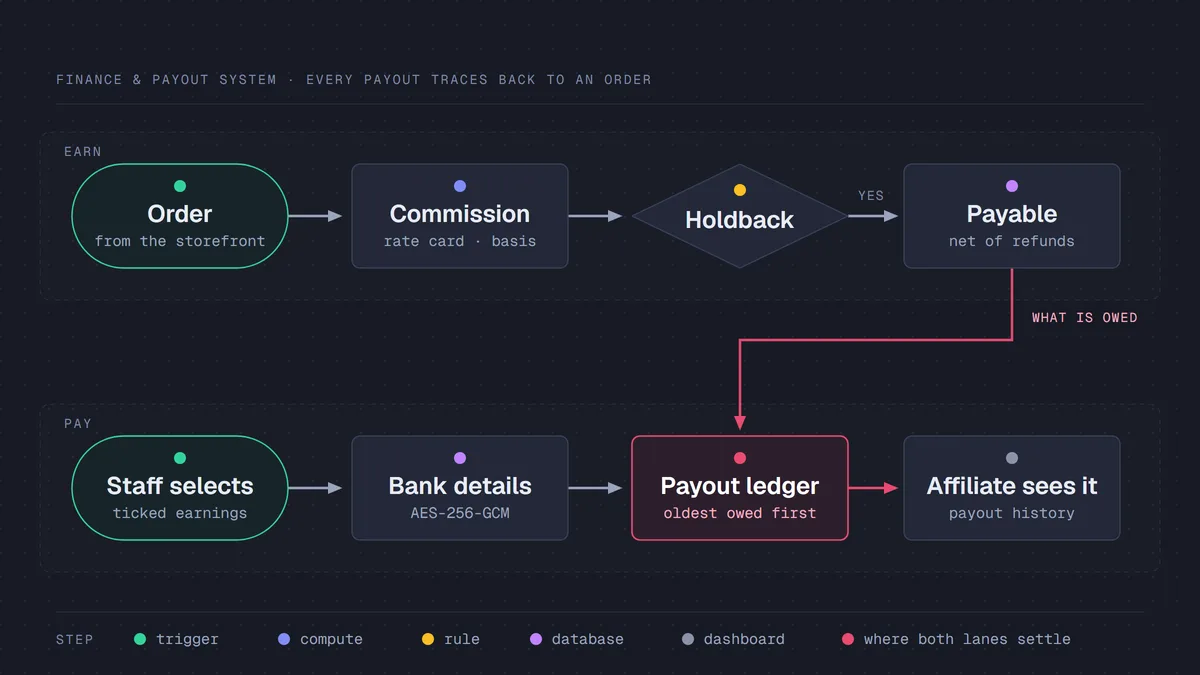 FINANCE & PAYOUT SYSTEM · EVERY PAYOUT TRACES BACK TO AN ORDER
EARN
Order
from the storefront
Commission
rate card · basis
Holdback
YES
Payable
net of refunds
WHAT IS OWED
PAY
Staff selects
ticked earnings
Bank details
AES-256-GCM
Payout ledger
oldest owed first
Affiliate sees it
payout history
STEP
trigger
compute
rule
database
dashboard
where both lanes settle